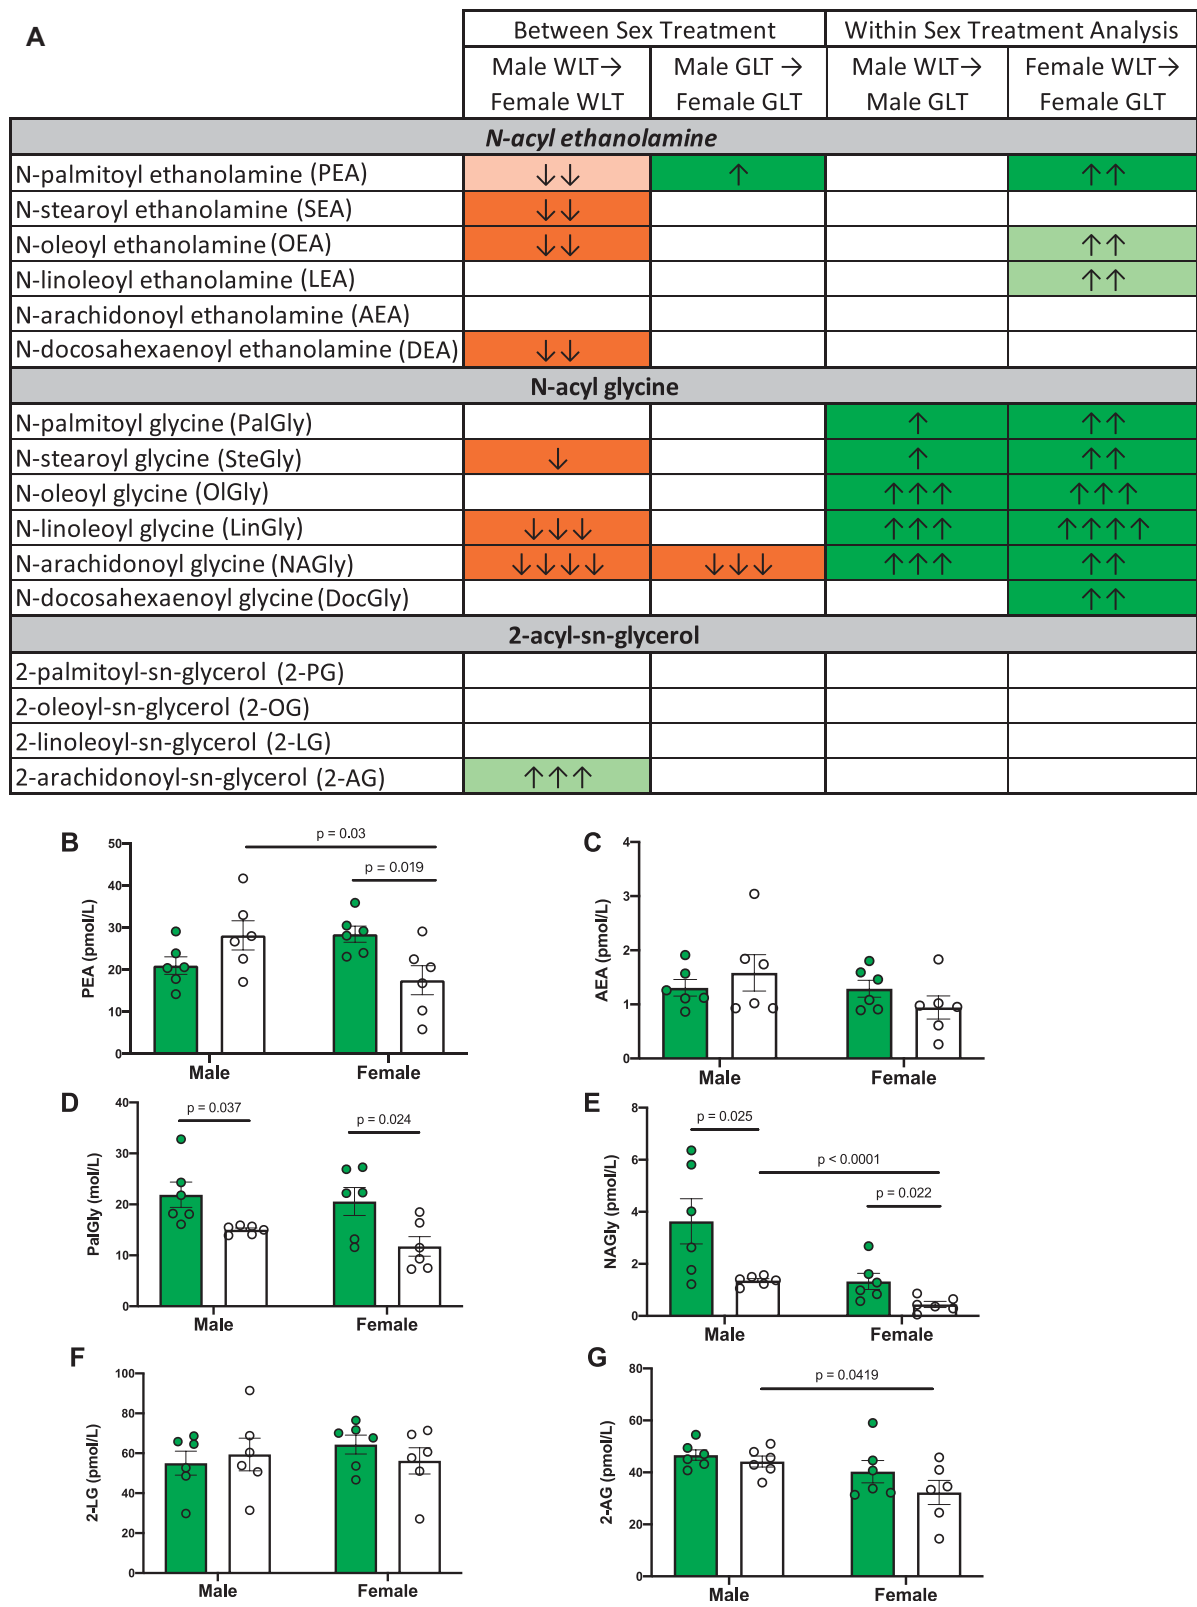 A
Between Sex Treatment Within Sex Treatment Analysis
Male WLT→ Male GLT → Male WLT→ Female WLT→
Female WLT Female GLT Male GLT Female GLT
N-acyl ethanolamine
N-palmitoyl ethanolamine (PEA) ↓↓ ↑ ↑↑
N-stearoyl ethanolamine (SEA) ↓↓
N-oleoyl ethanolamine (OEA) ↓↓ ↑↑
N-linoleoyl ethanolamine (LEA) ↑↑
N-arachidonoyl ethanolamine (AEA)
N-docosahexaenoyl ethanolamine (DEA) ↓↓
N-acyl glycine
N-palmitoyl glycine (PalGly) ↑ ↑↑
N-stearoyl glycine (SteGly) ↓ ↑ ↑↑
N-oleoyl glycine (OlGly) ↑↑↑ ↑↑↑
N-linoleoyl glycine (LinGly) ↓↓↓ ↑↑↑ ↑↑↑↑
N-arachidonoyl glycine (NAGly) ↓↓↓↓ ↓↓↓ ↑↑↑ ↑↑
N-docosahexaenoyl glycine (DocGly) ↑↑
2-acyl-sn-glycerol
2-palmitoyl-sn-glycerol (2-PG)
2-oleoyl-sn-glycerol (2-OG)
2-linoleoyl-sn-glycerol (2-LG)
2-arachidonoyl-sn-glycerol (2-AG) ↑↑↑
B
PEA (pmol/L)
50
40
30
20
10
0
p = 0.03
p = 0.019
Male Female
C
AEA (pmol/L)
4
3
2
1
0
Male Female
D
PalGly (mol/L)
40
30
20
10
0
p = 0.037
p = 0.024
Male Female
E
NAGly (pmol/L)
8
6
4
2
0
p = 0.025
p < 0.0001
p = 0.022
Male Female
F
2-LG (pmol/L)
100
80
60
40
20
0
Male Female
G
2-AG (pmol/L)
80
60
40
20
0
p = 0.0419
Male Female